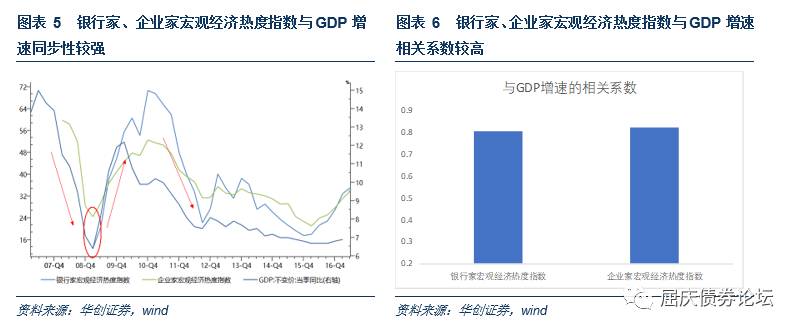 图表 5 银行家、企业家宏观经济热度指数与 GDP 增
速同步性较强
72
64
56
48
40
32
24
16
15
14
13
12
11
10
9
8
7
6
07-Q4 08-Q4 09-Q4 10-Q4 11-Q4 12-Q4 13-Q4 14-Q4 15-Q4 16-Q4
银行家宏观经济热度指数 企业家宏观经济热度指数 GDP:不变价:当季同比(右轴)
资料来源：华创证券，wind
图表 6 银行家、企业家宏观经济热度指数与 GDP 增速
相关系数较高
与GDP增速的相关系数
0.9
0.8
0.7
0.6
0.5
0.4
0.3
0.2
银行家宏观经济热度指数 企业家宏观经济热度指数
资料来源：华创证券，wind
屈庆债券论坛